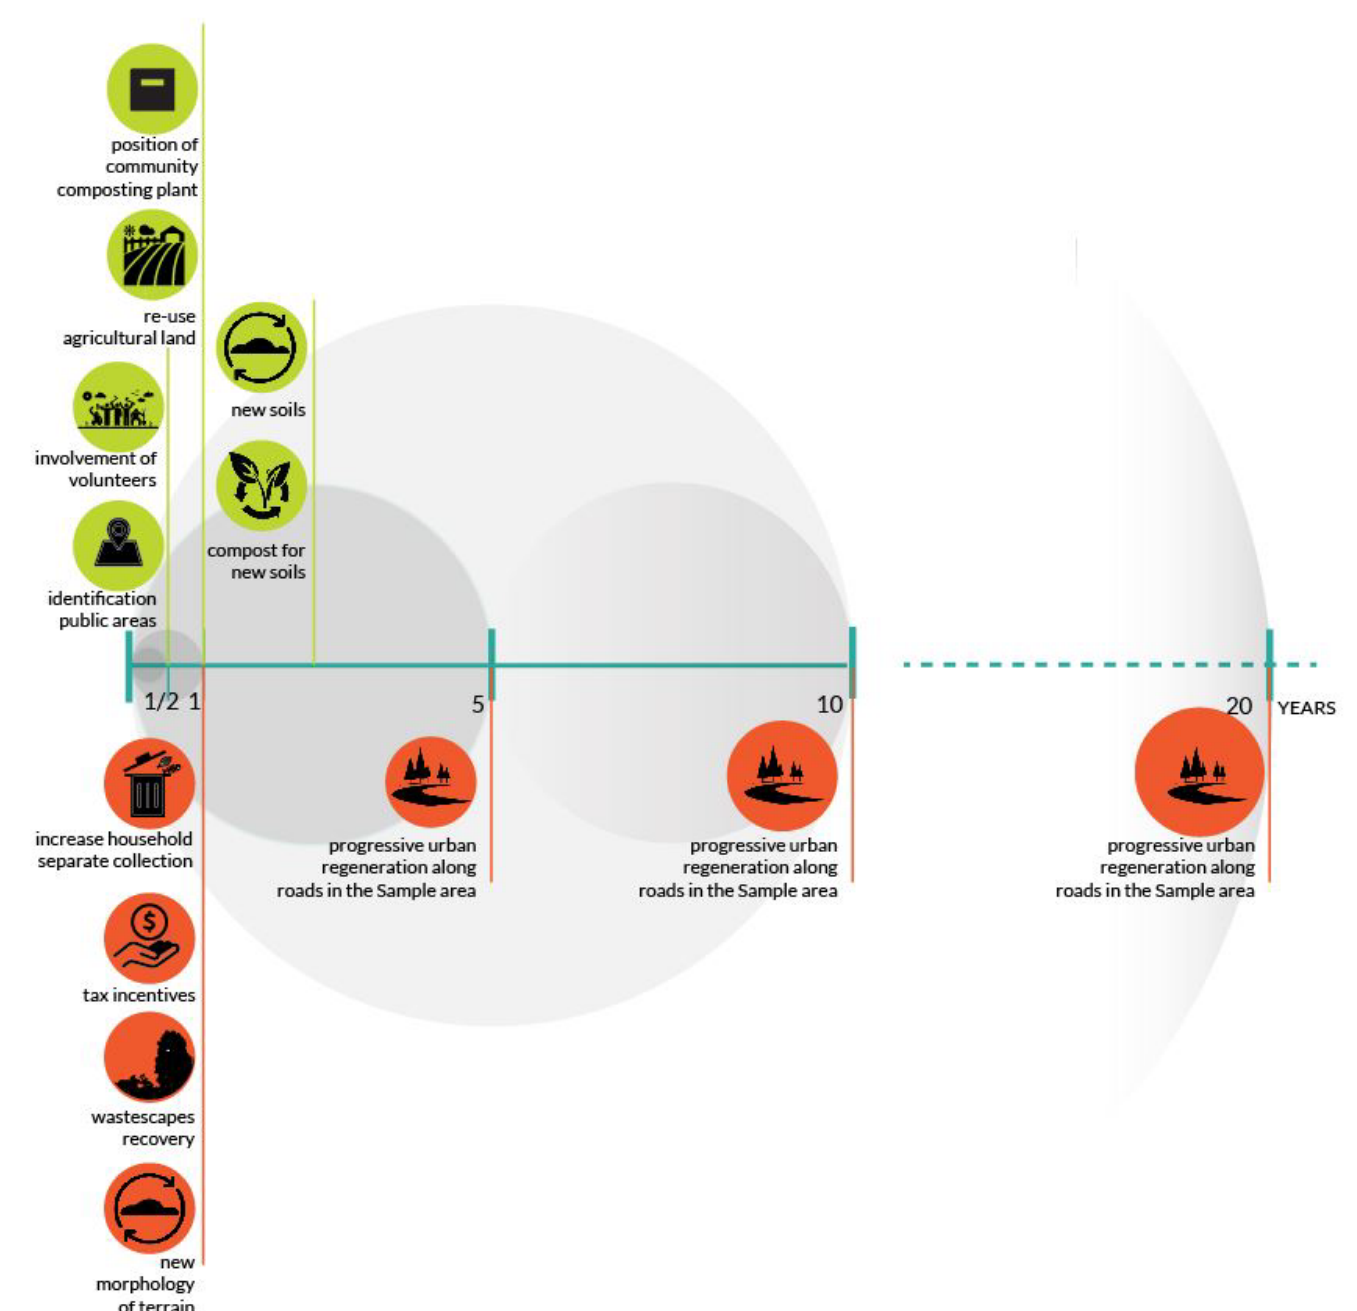 position of
community
composting plant
re-use
agricultural land
involvement of
volunteers
identification
public areas
new soils
compost for
new soils
1/2 1
5
10
20
YEARS
increase household
separate collection
tax incentives
wastescapes
recovery
new
morphology
of terrain
progressive urban
regeneration along
roads in the Sample area
progressive urban
regeneration along
roads in the Sample area
progressive urban
regeneration along
roads in the Sample area
$